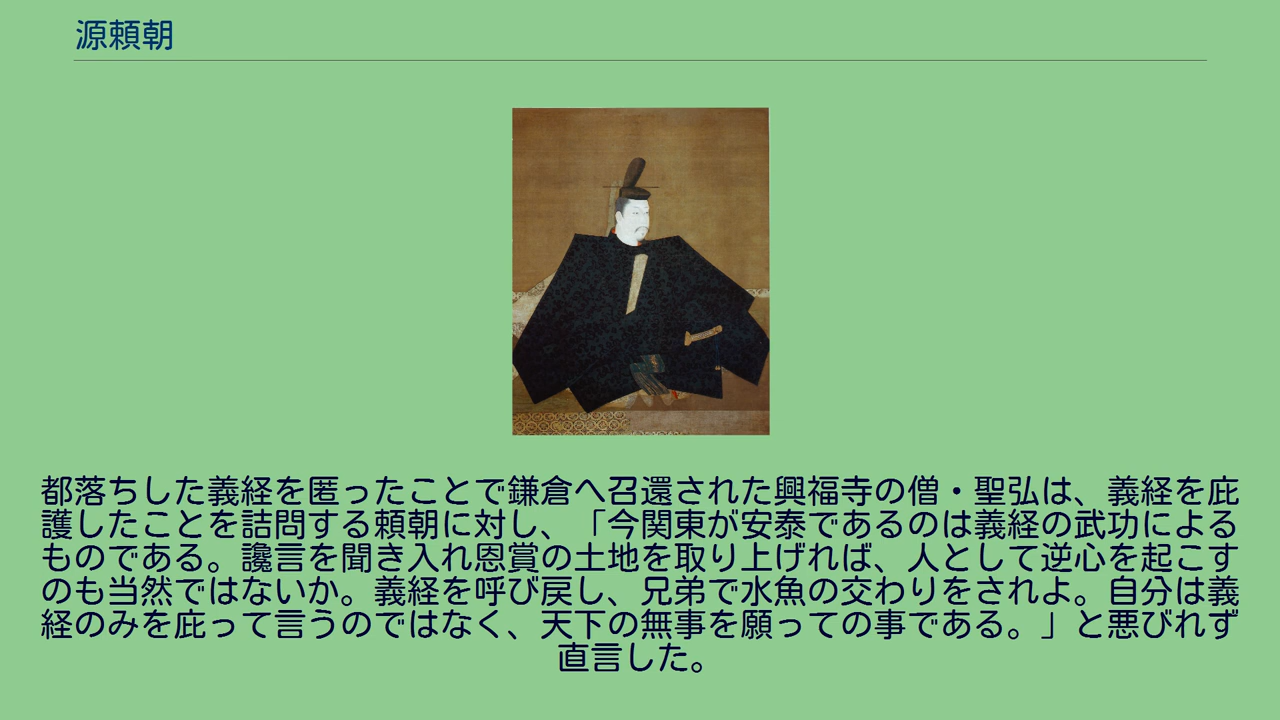 源頼朝
都落ちした義経を匿ったことで鎌倉へ召還された興福寺の僧・聖弘は、義経を庇
護したことを詰問する頼朝に対し、「今関東が安泰であるのは義経の武功による
ものである。讒言を聞き入れ恩賞の土地を取り上げれば、人として逆心を起こす
のも当然ではないか。義経を呼び戻し、兄弟で水魚の交わりをされよ。自分は義
経のみを庇って言うのではなく、天下の無事を願っての事である。」と悪びれず
直言した。